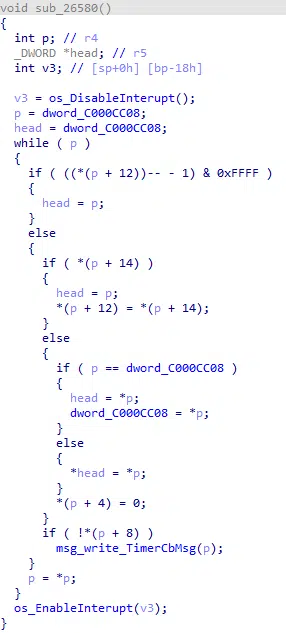 void sub_26580()
{
int p; // r4
_DWORD *head; // r5
int v3; // [sp+0h] [bp-18h]
v3 = os_DisableInterupt();
p = dword_C000CC08;
head = dword_C000CC08;
while ( p )
{
if ( ((*(p + 12))-- - 1) & 0xFFFF )
{
head = p;
}
else
{
if ( *(p + 14) )
{
head = p;
*(p + 12) = *(p + 14);
}
else
{
if ( p == dword_C000CC08 )
{
head = *p;
dword_C000CC08 = *p;
}
else
{
*head = *p;
}
*(p + 4) = 0;
}
if ( !*(p + 8) )
msg_write_TimerCbMsg(p);
}
p = *p;
}
os_EnableInterupt(v3);
}